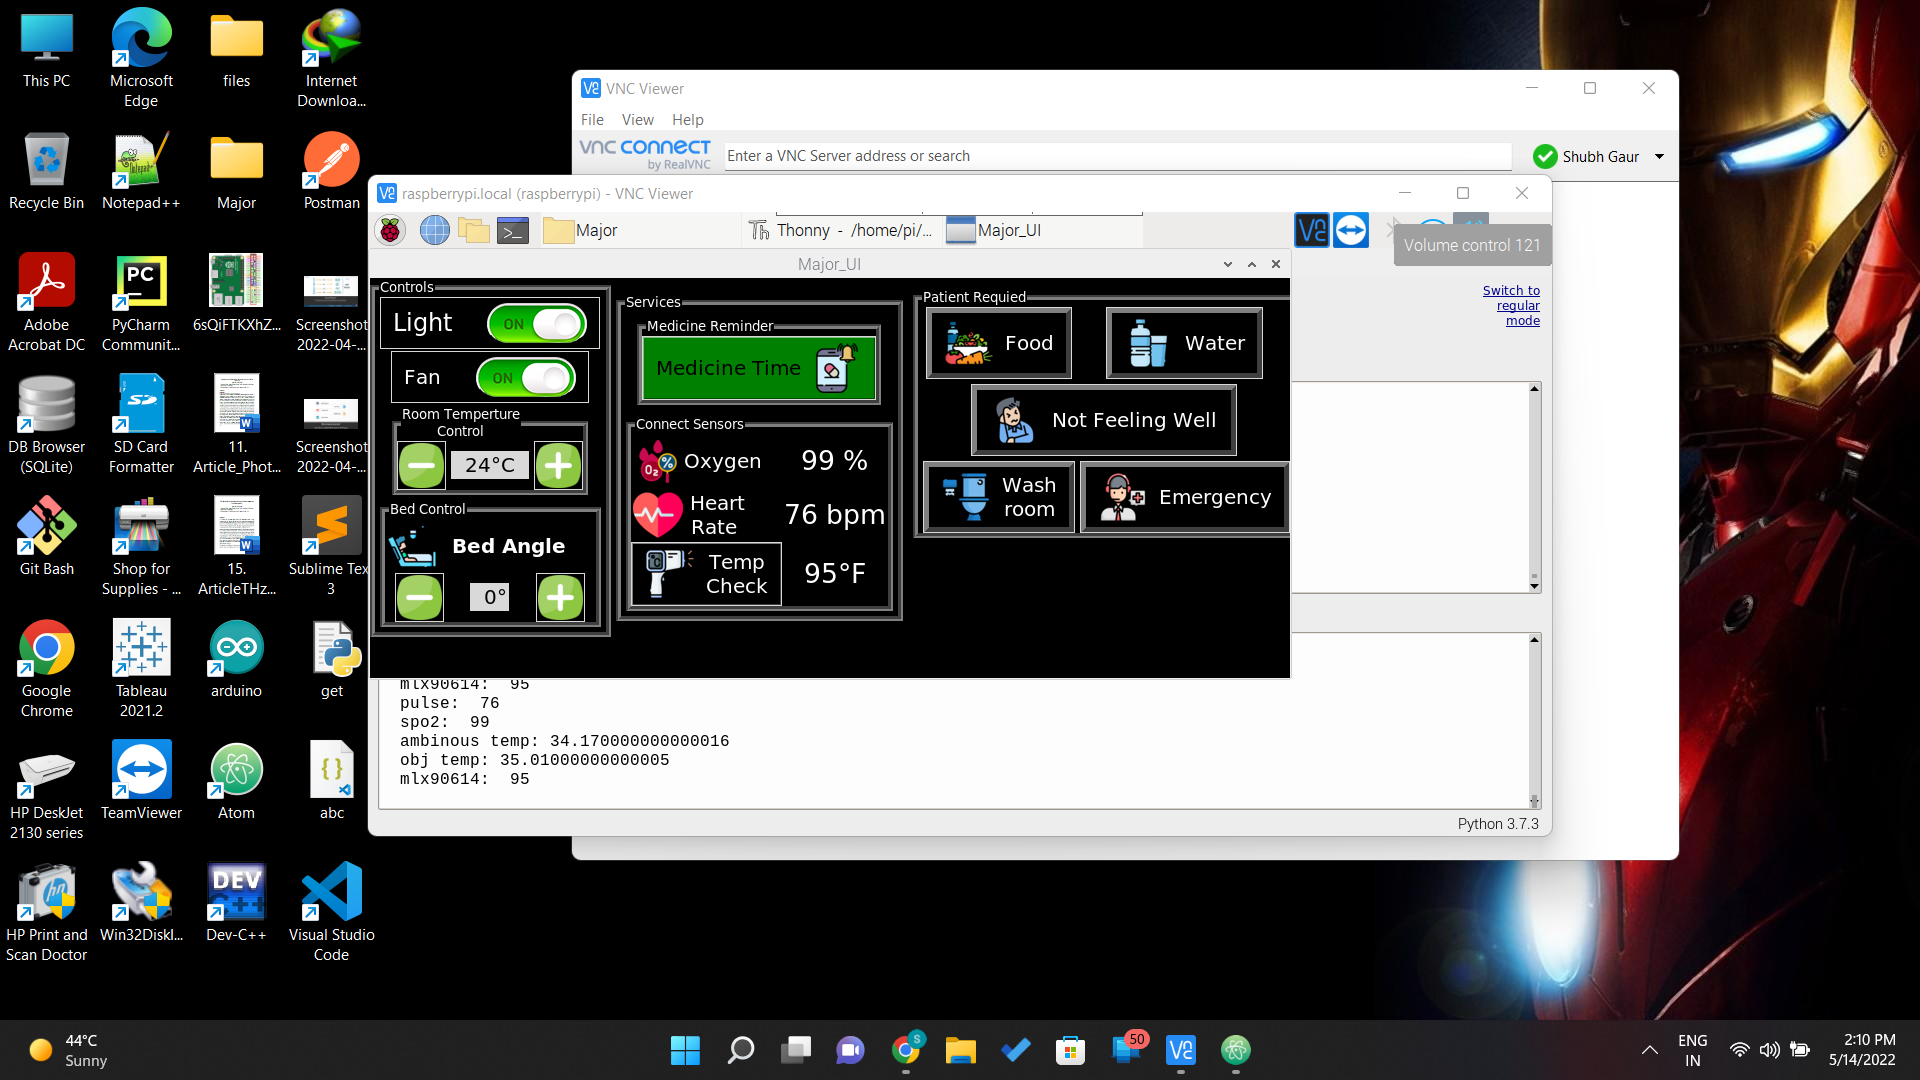 This PC
Microsoft
Edge
files
Internet
Downloa...
Recycle Bin
Notepad++
Major
Postman
Adobe
Acrobat DC
PyCharm
Communit...
6sQiFTKXhZ...
Screenshot
2022-04-...
DB Browser
(SQLite)
SD Card
Formatter
11.
Article_Phot...
Screenshot
2022-04-...
Git Bash
Shop for
Supplies - ...
15.
ArticleTHz...
Sublime Tex
3
Google
Chrome
Tableau
2021.2
arduino
get
HP DeskJet
2130 series
TeamViewer
Atom
abc
HP Print and
Scan Doctor
Win32DiskI...
DEV
C++
Dev-C++
Visual Studio
Code
VNC Viewer
File View Help
VNC CONNECT
by RealVNC
Enter a VNC Server address or search
Shubh Gaur
raspberrypi.local (raspberrypi) - VNC Viewer
Major
Thonny - /home/pi/...
Major_UI
Volume control 121
Major_UI
Switch to
regular
mode
Controls
Light
ON
Fan
ON
Room Temperture
Control
24°C
Bed Control
Bed Angle
0°
Services
Medicine Reminder
Medicine Time
Connect Sensors
Oxygen 99 %
Heart
Rate
76 bpm
Temp
Check
95°F
Patient Requied
Food
Water
Not Feeling Well
Wash
room
Emergency
mlx90614: 95
pulse: 76
spo2: 99
ambinous temp: 34.170000000000016
obj temp: 35.01000000000005
mlx90614: 95
Python 3.7.3
44°C
Sunny
50
ENG
IN
2:10 PM
5/14/2022